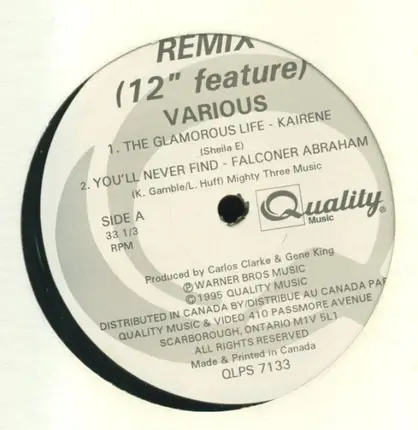 REMIX
(12" feature)
VARIOUS
1. THE GLAMOROUS LIFE - KAIRENE
(Sheila E)
2. YOU'LL NEVER FIND - FALCONER ABRAHAM
(K. Gamble/L. Huff) Mighty Three Music
SIDE A
33 1/3
RPM
Quality®
Music
Produced by Carlos Clarke & Gene King
℗ WARNER BROS MUSIC
© 1995 QUALITY MUSIC
DISTRIBUTED IN CANADA BY/DISTRIBUE AU CANADA PAR
QUALITY MUSIC & VIDEO 410 PASSMORE AVENUE
SCARBOROUGH, ONTARIO M1V 5L1
ALL RIGHTS RESERVED
Made & Printed in Canada
QLPS 7133